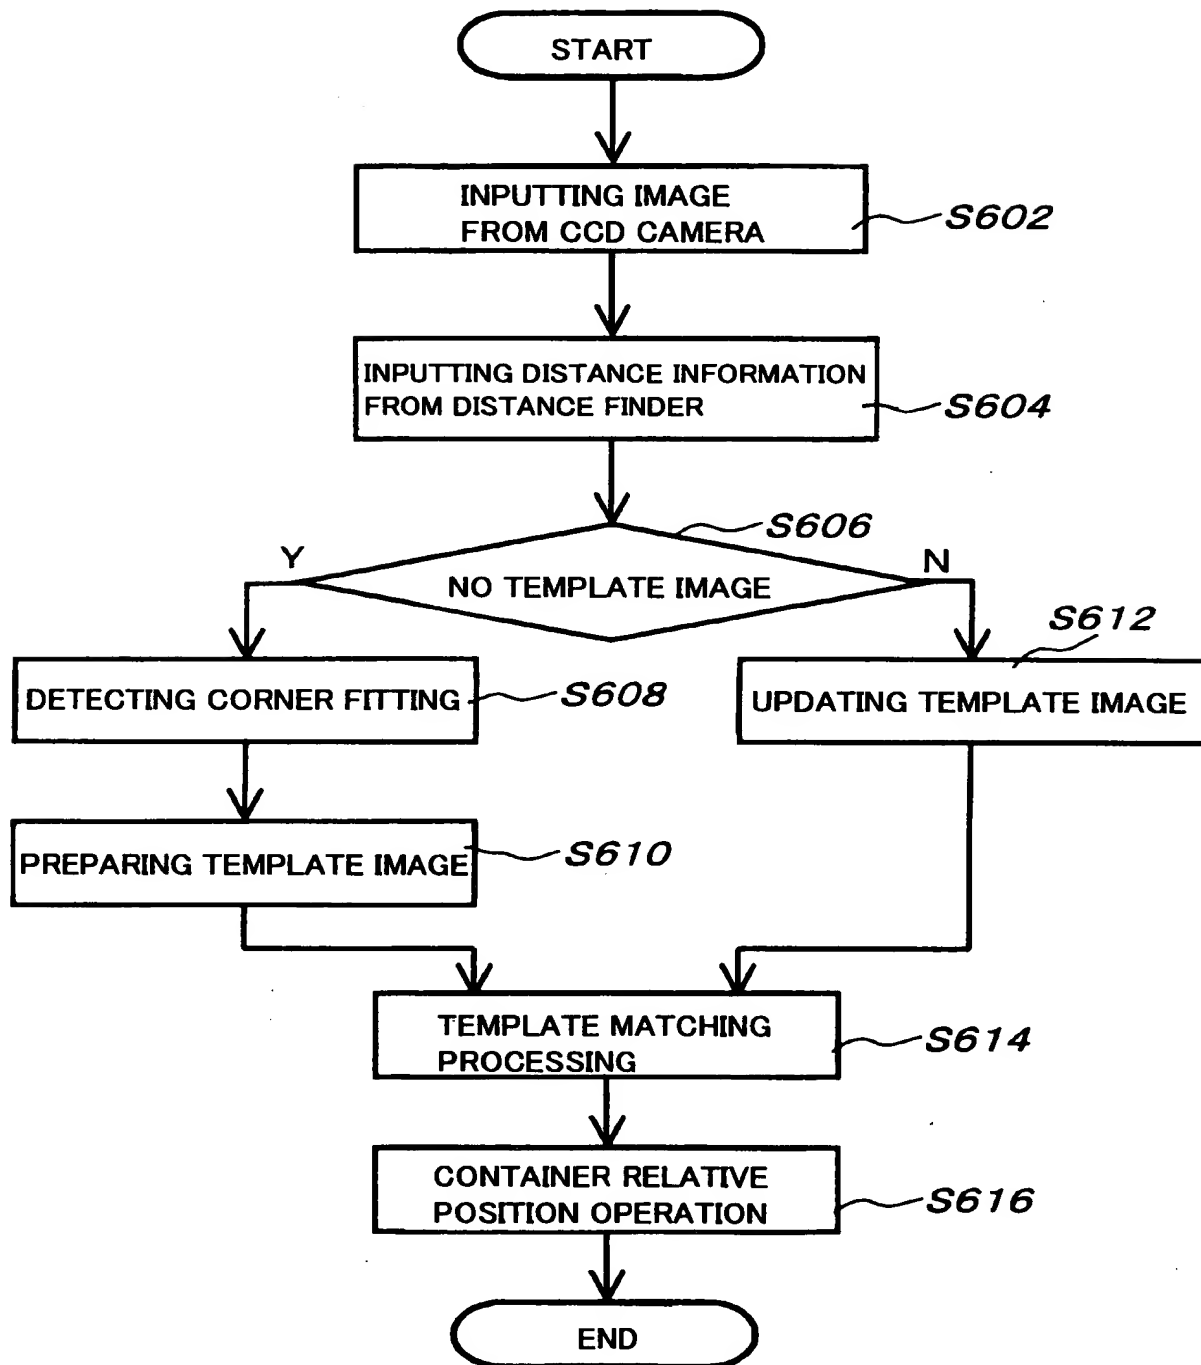 START
INPUTTING IMAGE
FROM CCD CAMERA
S602
INPUTTING DISTANCE INFORMATION
FROM DISTANCE FINDER
S604
S606
Y
NO TEMPLATE IMAGE
N
S612
DETECTING CORNER FITTING
S608
UPDATING TEMPLATE IMAGE
PREPARING TEMPLATE IMAGE
S610
TEMPLATE MATCHING
PROCESSING
S614
CONTAINER RELATIVE
POSITION OPERATION
S616
END